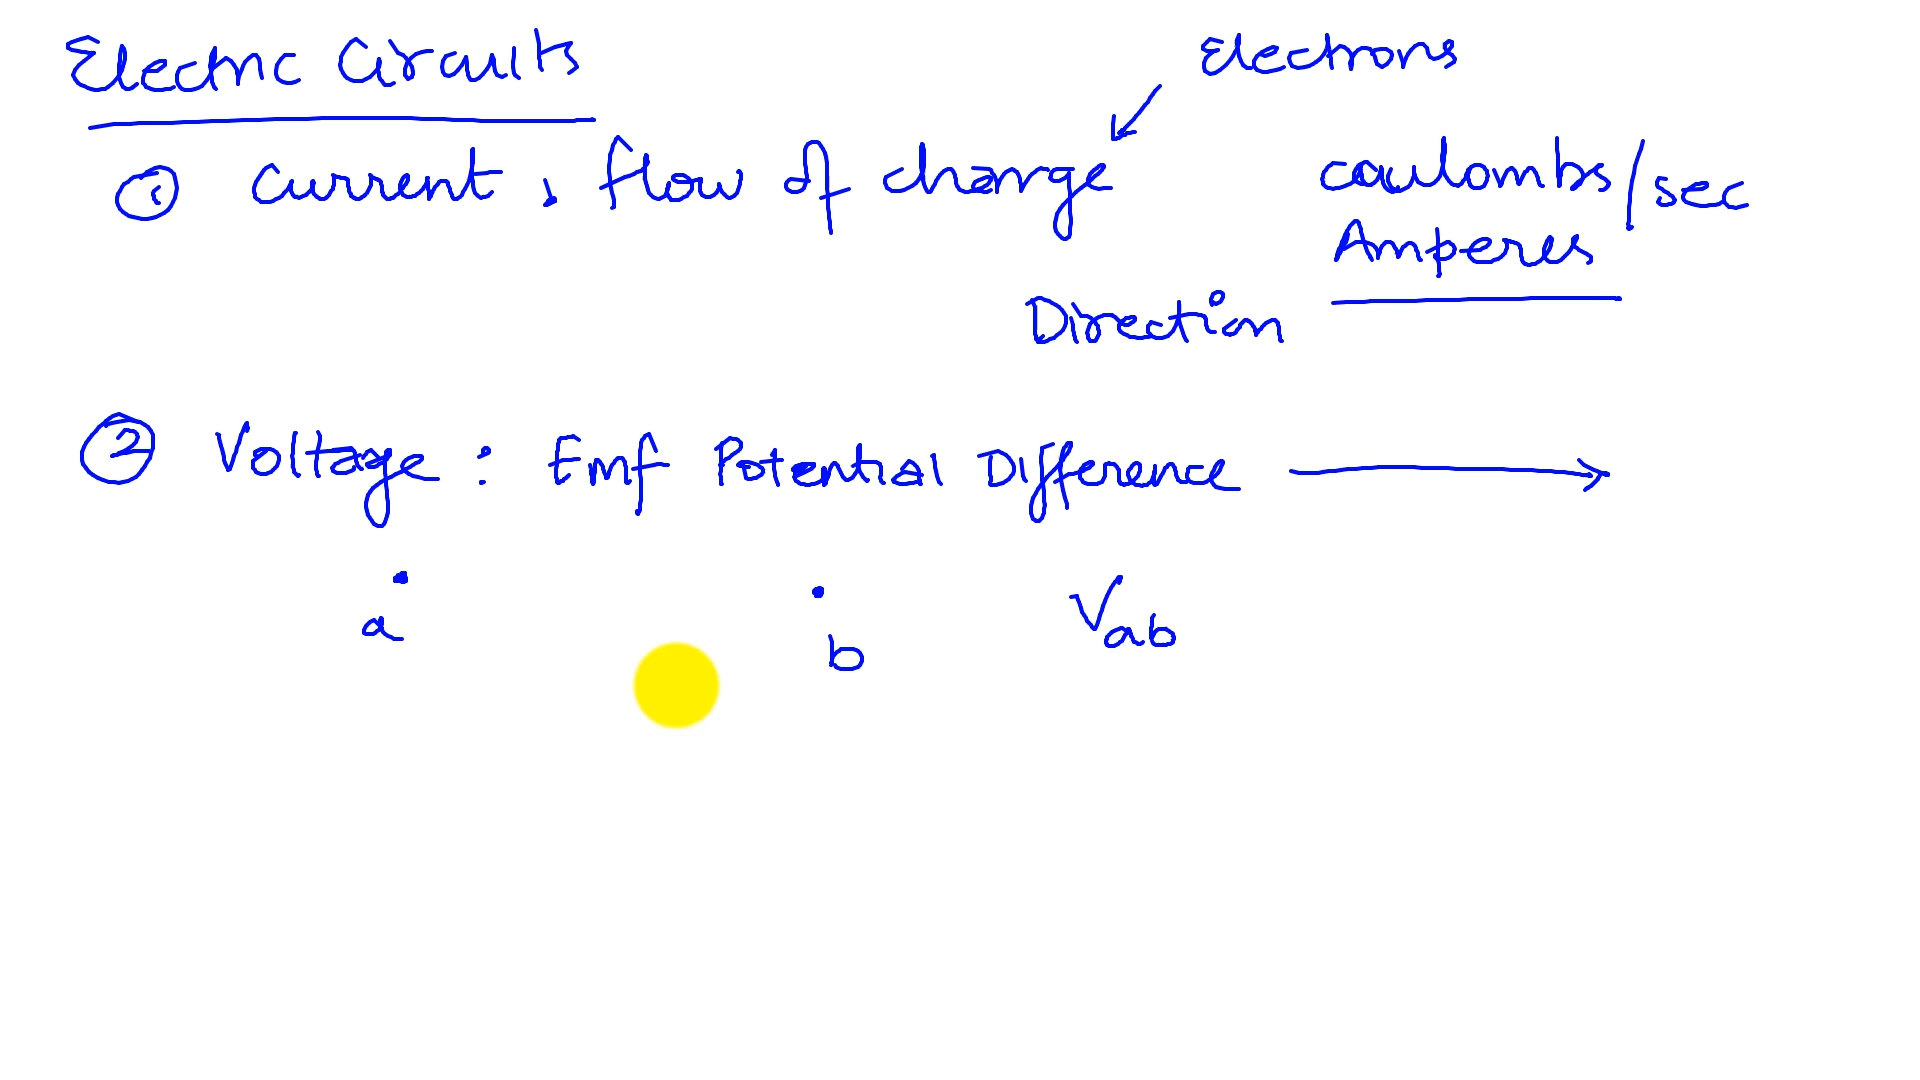 Electric Circuits
Electrons
① Current, flow of charge
coulombs/sec
Amperes
Direction
② Voltage: Emf Potential Difference
a
b
Vab